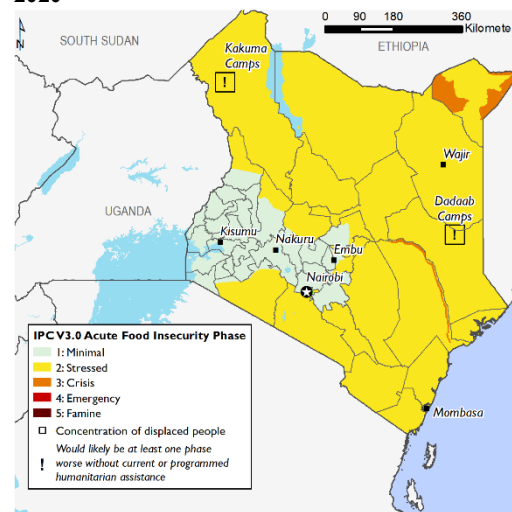 0 90 180 360
Kilomete
N
SOUTH SUDAN
ETHIOPIA
Kakuma
Camps
!
Wajir
Dadaab
Camps
!
UGANDA
Kisumu
Nakuru
Embu
Nairobi
IPC V3.0 Acute Food Insecurity Phase
1: Minimal
2: Stressed
3: Crisis
4: Emergency
5: Famine
Concentration of displaced people
Would likely be at least one phase
! worse without current or programmed
humanitarian assistance
Mombasa